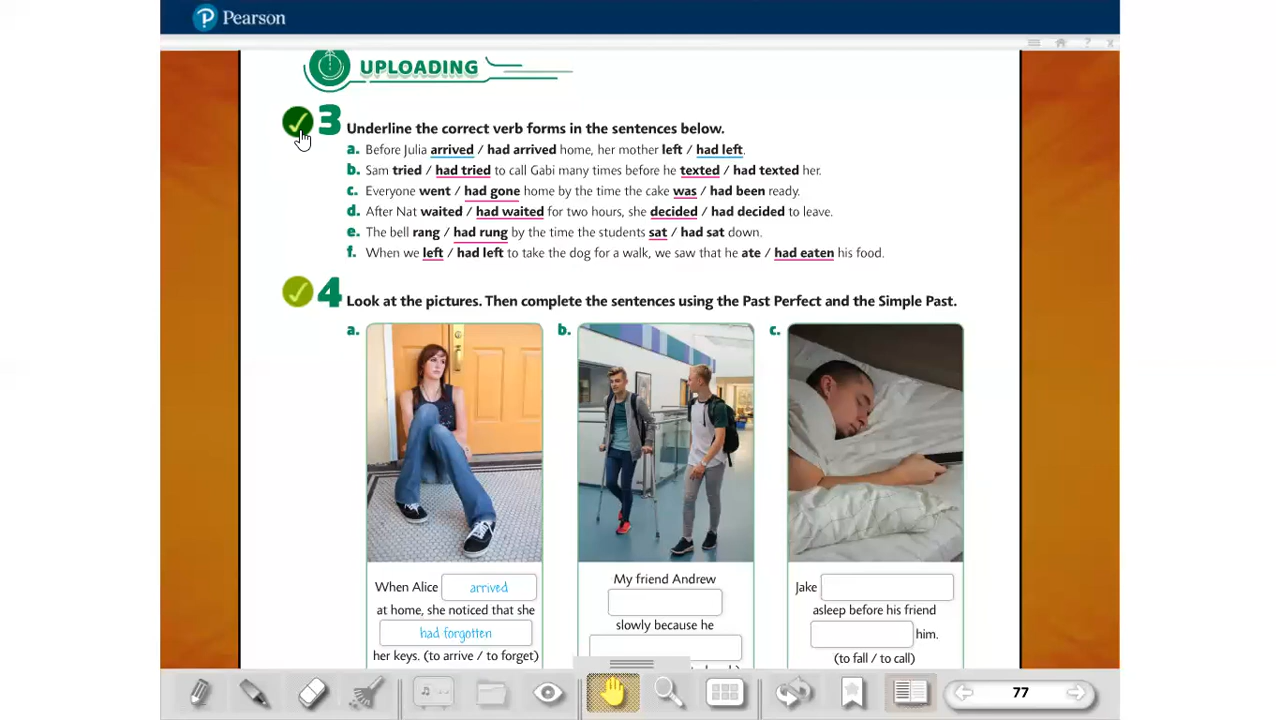 Pearson
UPLOADING
3 Underline the correct verb forms in the sentences below.
a. Before Julia arrived / had arrived home, her mother left / had left.
b. Sam tried / had tried to call Gabi many times before he texted / had texted her.
c. Everyone went / had gone home by the time the cake was / had been ready.
d. After Nat waited / had waited for two hours, she decided / had decided to leave.
e. The bell rang / had rung by the time the students sat / had sat down.
f. When we left / had left to take the dog for a walk, we saw that he ate / had eaten his food.
4 Look at the pictures. Then complete the sentences using the Past Perfect and the Simple Past.
a.
When Alice arrived
at home, she noticed that she
had forgotten
her keys. (to arrive / to forget)
b.
My friend Andrew
slowly because he
c.
Jake
asleep before his friend
him.
(to fall / to call)
77